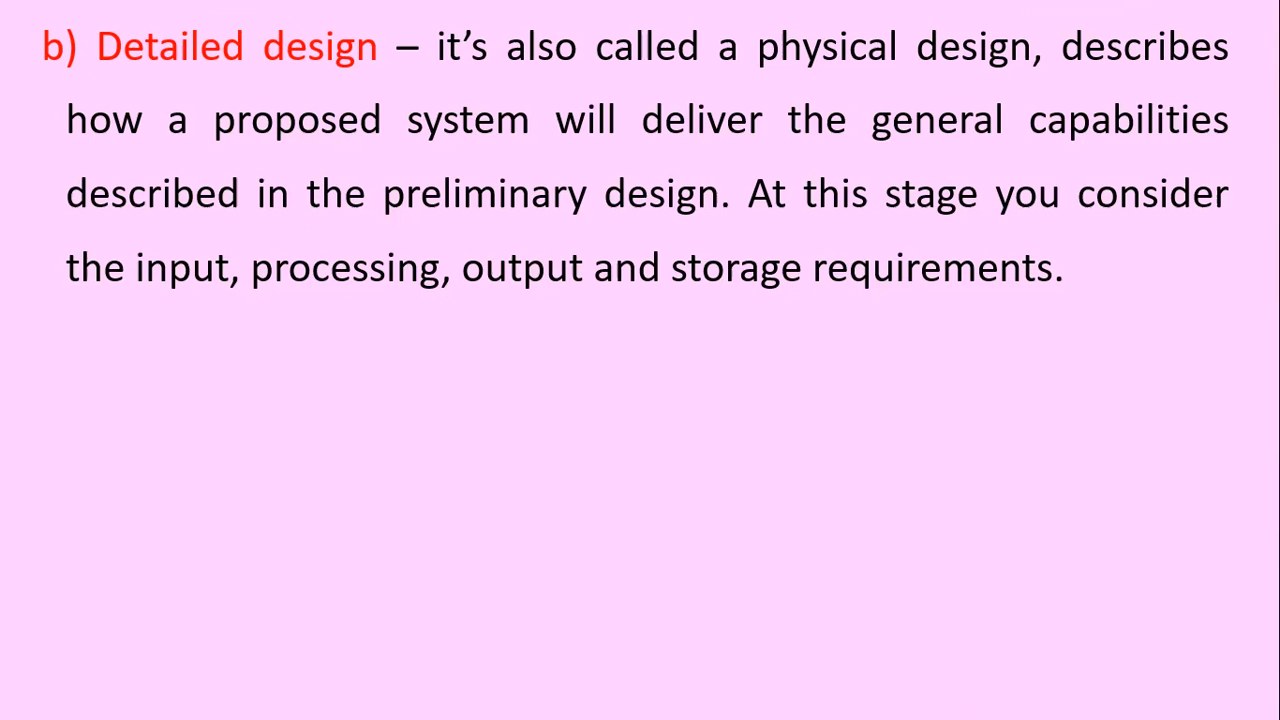 b) Detailed design – it’s also called a physical design, describes
how a proposed system will deliver the general capabilities
described in the preliminary design. At this stage you consider
the input, processing, output and storage requirements.